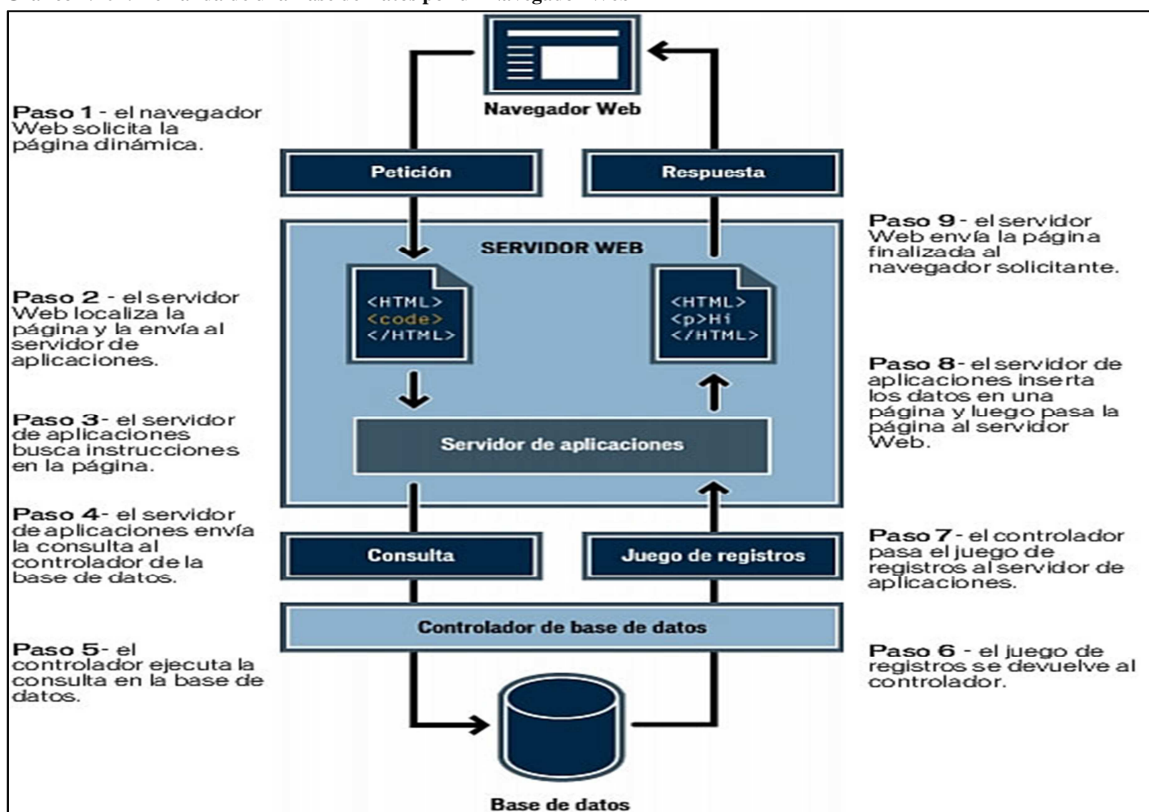 Navegador Web
Paso 1 - el navegador
Web solicita la
página dinámica.
Petición
Respuesta
SERVIDOR WEB
Paso 9 - el servidor
Web envía la página
finalizada al
navegador solicitante.
<HTML>
<code>
</HTML>
<HTML>
<p>Hi
</HTML>
Paso 2 - el servidor
Web localiza la
página y la envía al
servidor de
aplicaciones.
Paso 8 - el servidor de
aplicaciones inserta
los datos en una
página y luego pasa la
página al servidor
Web.
Paso 3 - el servidor
de aplicaciones
busca instrucciones
en la página.
Servidor de aplicaciones
Paso 4 - el servidor
de aplicaciones envía
la consulta al
controlador de la
base de datos.
Consulta
Juego de registros
Paso 7 - el controlador
pasa el juego de
registros al servidor de
aplicaciones.
Controlador de base de datos
Paso 5 - el
controlador ejecuta la
consulta en la base de
datos.
Paso 6 - el juego de
registros se devuelve al
controlador.
Base de datos